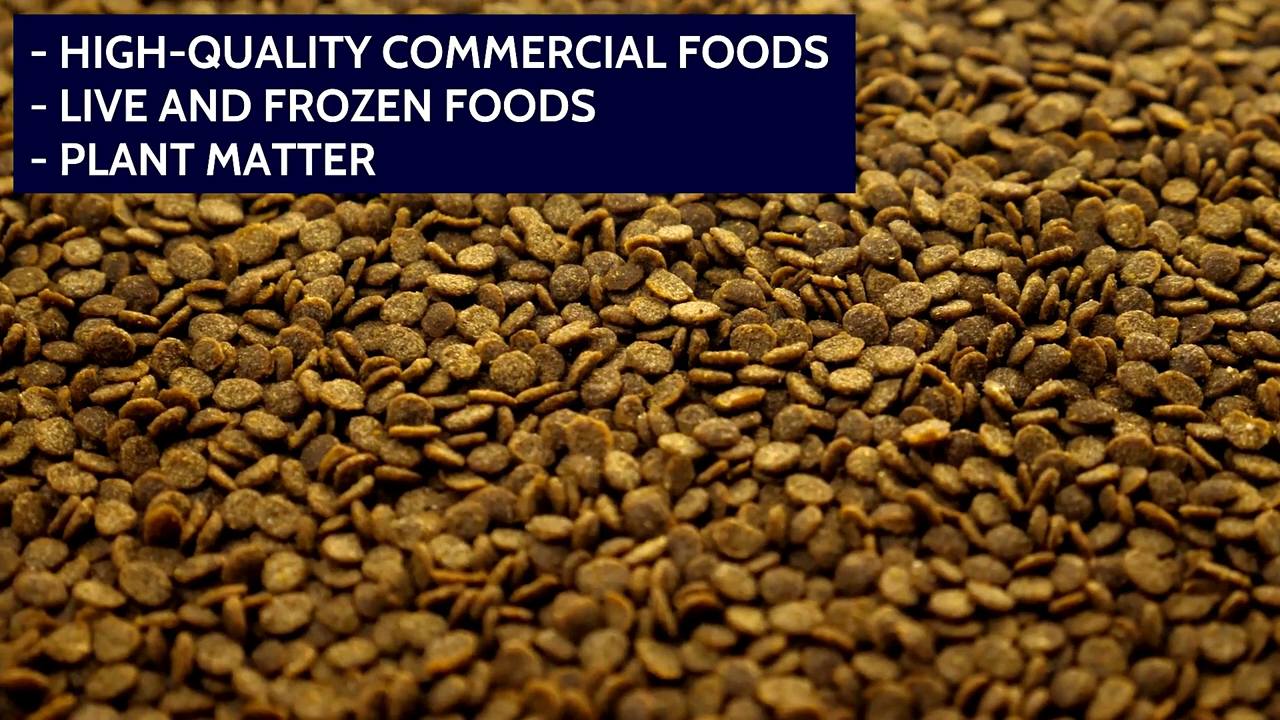 - HIGH-QUALITY COMMERCIAL FOODS
- LIVE AND FROZEN FOODS
- PLANT MATTER